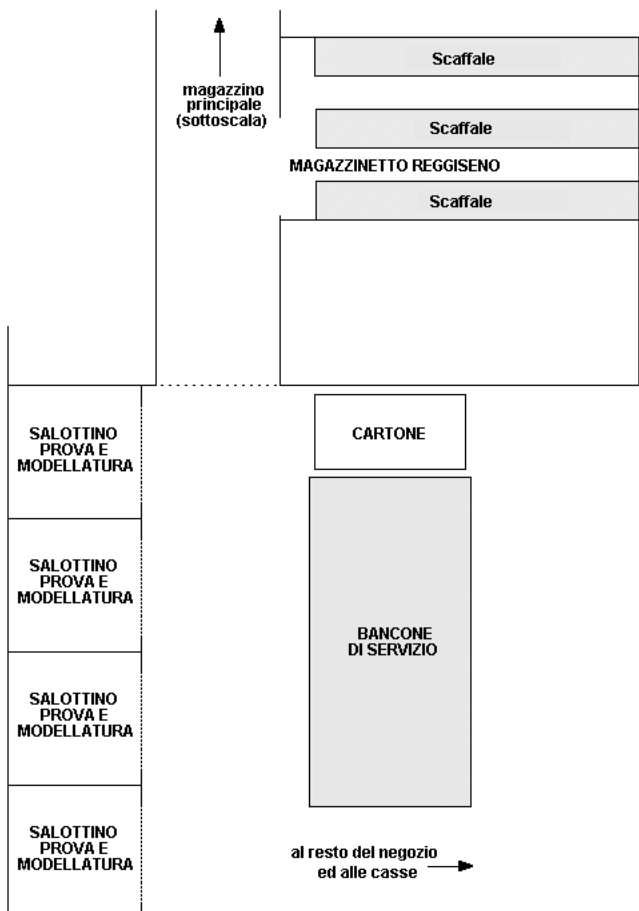 Scaffale
magazzino
principale
(sottoscala)
Scaffale
MAGAZZINETTO REGGISENO
Scaffale
SALOTTINO
PROVA E
MODELLATURA
CARTONE
SALOTTINO
PROVA E
MODELLATURA
BANCONE
DI SERVIZIO
SALOTTINO
PROVA E
MODELLATURA
SALOTTINO
PROVA E
MODELLATURA
al resto del negozio
ed alle casse